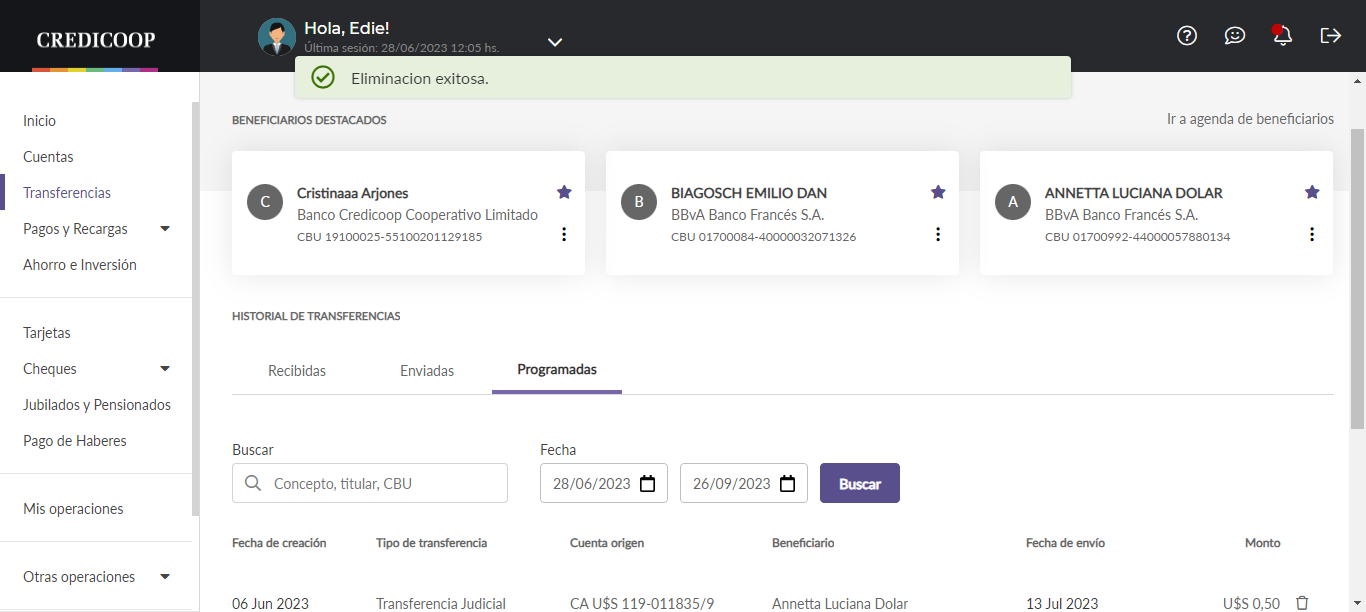 CREDICOOP
Hola, Edie!
Última sesión: 28/06/2023 12:05 hs.
Eliminacion exitosa.
Inicio
Cuentas
Transferencias
Pagos y Recargas
Ahorro e Inversión
Tarjetas
Cheques
Jubilados y Pensionados
Pago de Haberes
Mis operaciones
Otras operaciones
BENEFICIARIOS DESTACADOS
Ir a agenda de beneficiarios
C
Cristinaaa Arjones
Banco Credicoop Cooperativo Limitado
CBU 19100025-55100201129185
B
BIAGOSCH EMILIO DAN
BBvA Banco Francés S.A.
CBU 01700084-40000032071326
A
ANNETTA LUCIANA DOLAR
BBvA Banco Francés S.A.
CBU 01700992-44000057880134
HISTORIAL DE TRANSFERENCIAS
Recibidas Enviadas Programadas
Buscar Fecha
Concepto, titular, CBU 28/06/2023 26/09/2023 Buscar
Fecha de creación Tipo de transferencia Cuenta origen Beneficiario Fecha de envío Monto
06 Jun 2023 Transferencia Judicial CA U$S 119-011835/9 Annetta Luciana Dolar 13 Jul 2023 U$S 0,50